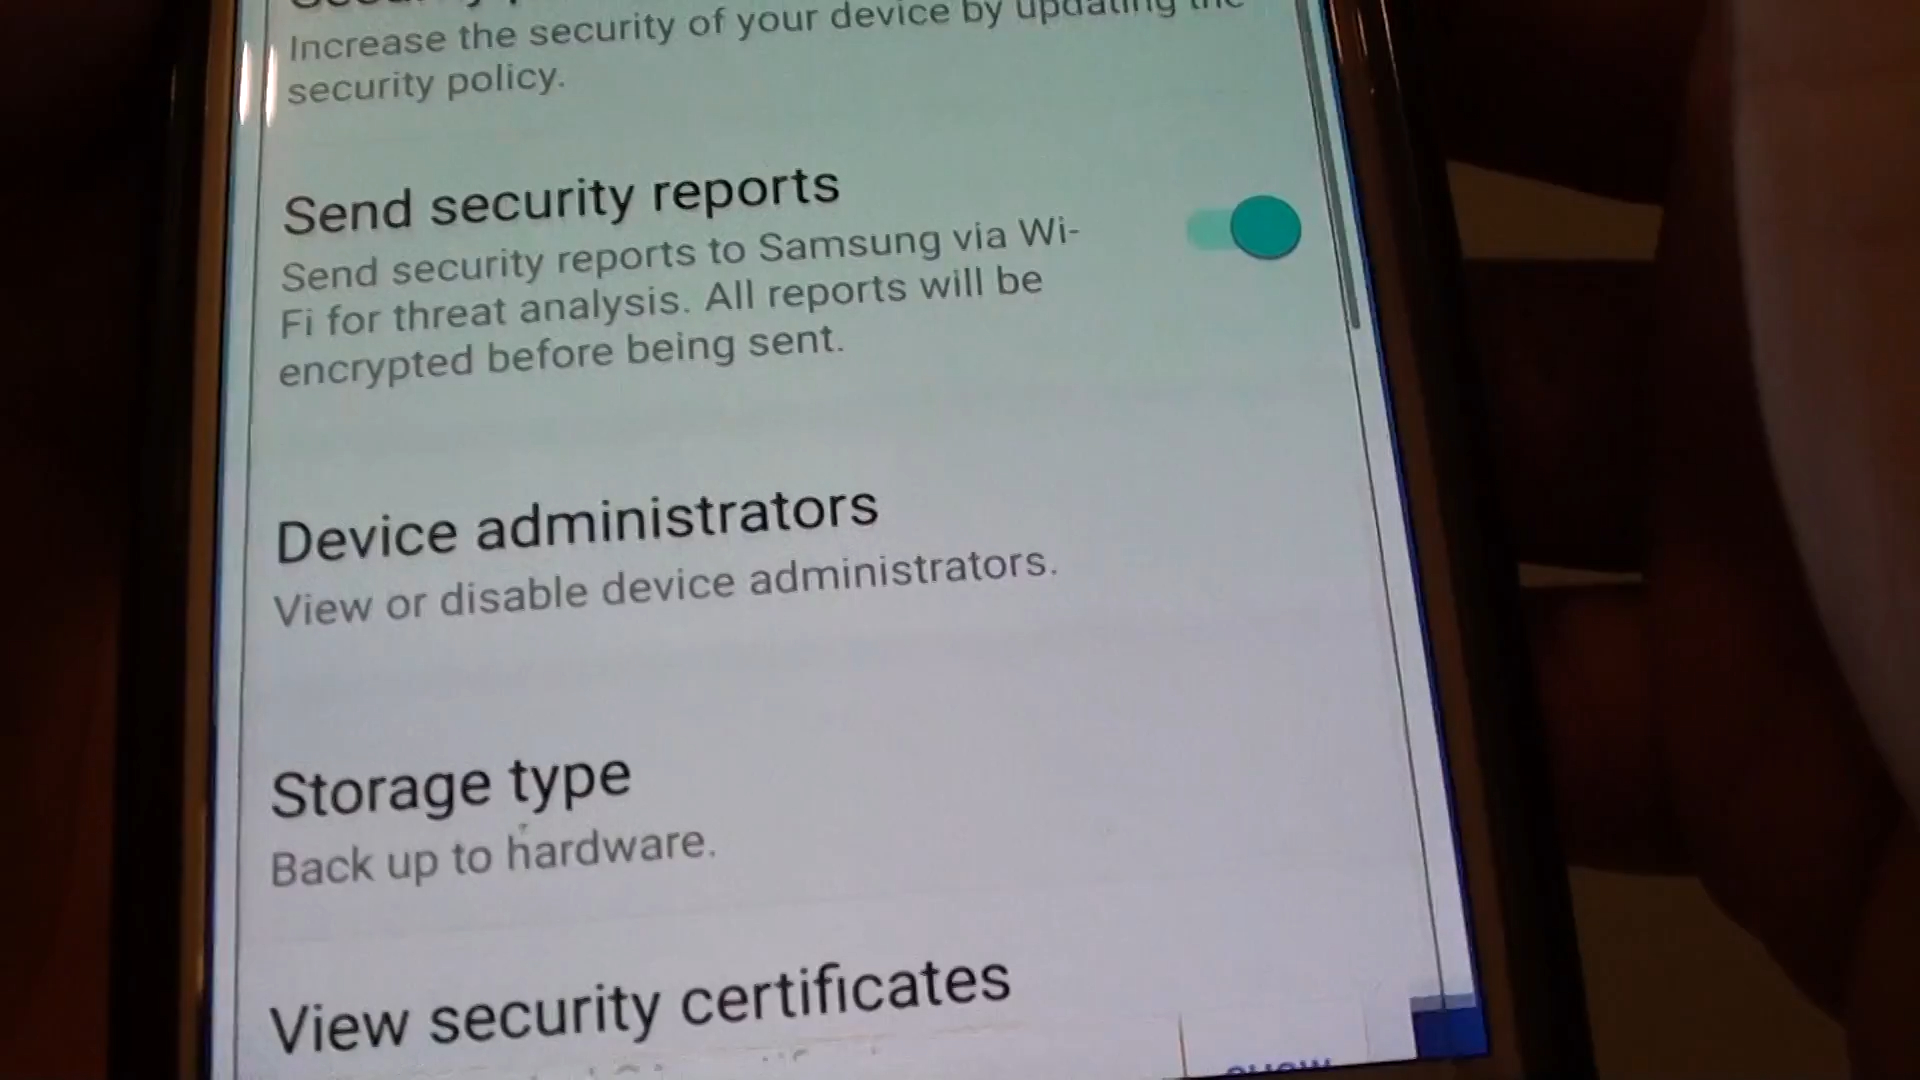 Increase the security of your device by updating the
security policy.
Send security reports
Send security reports to Samsung via Wi-
Fi for threat analysis. All reports will be
encrypted before being sent.
Device administrators
View or disable device administrators.
Storage type
Back up to hardware.
View security certificates